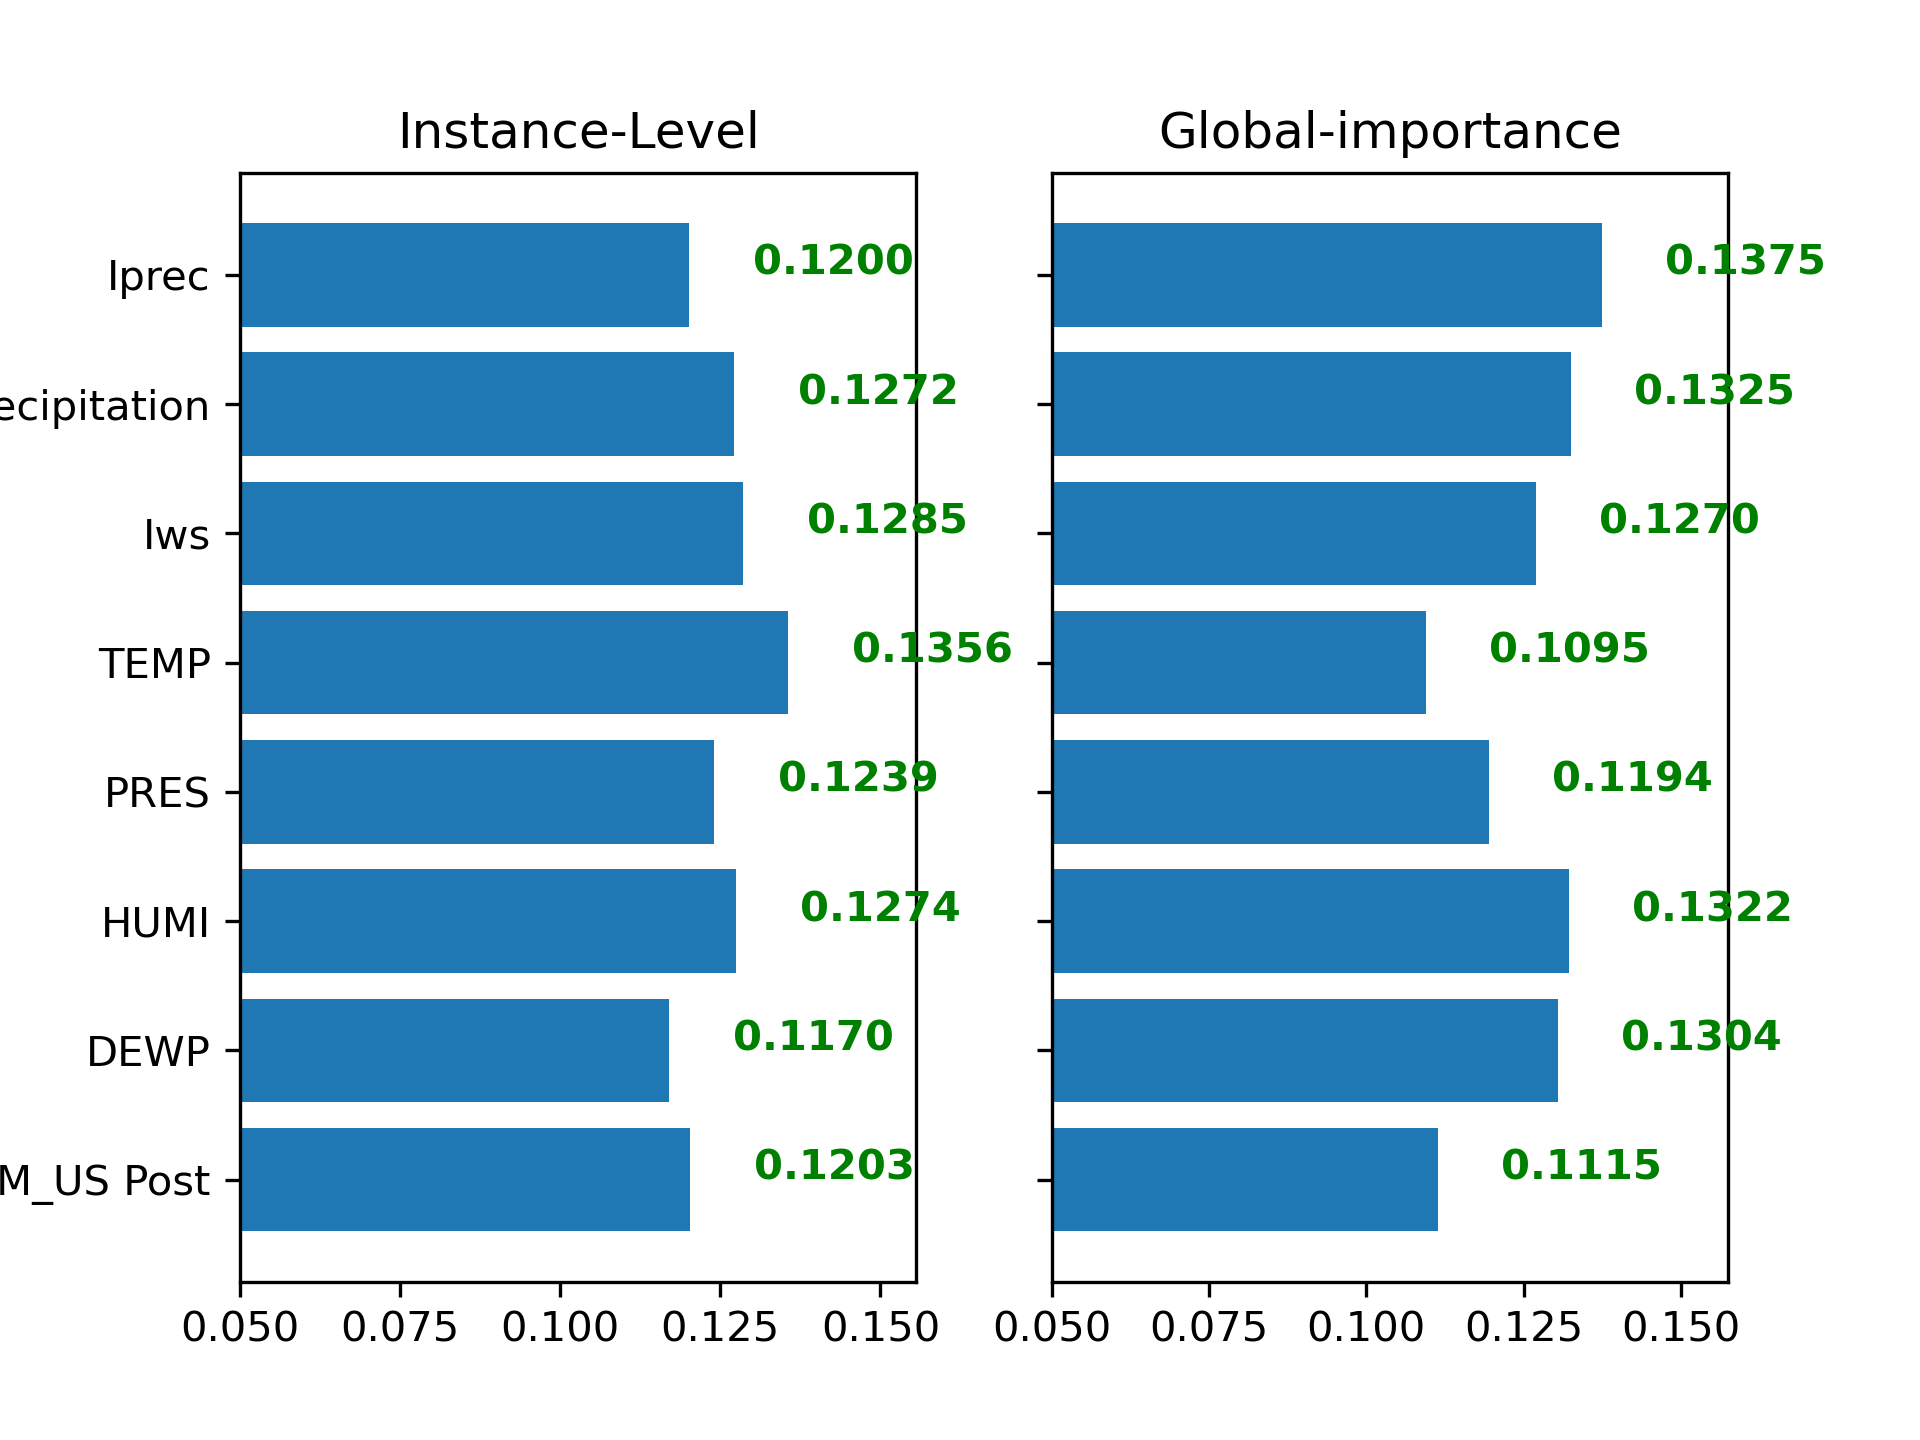 Instance-Level Global-importance
Iprec 0.1200 0.1375
ecipitation 0.1272 0.1325
Iws 0.1285 0.1270
TEMP 0.1356 0.1095
PRES 0.1239 0.1194
HUMI 0.1274 0.1322
DEWP 0.1170 0.1304
M_US Post 0.1203 0.1115
0.050 0.075 0.100 0.125 0.150 0.050 0.075 0.100 0.125 0.150